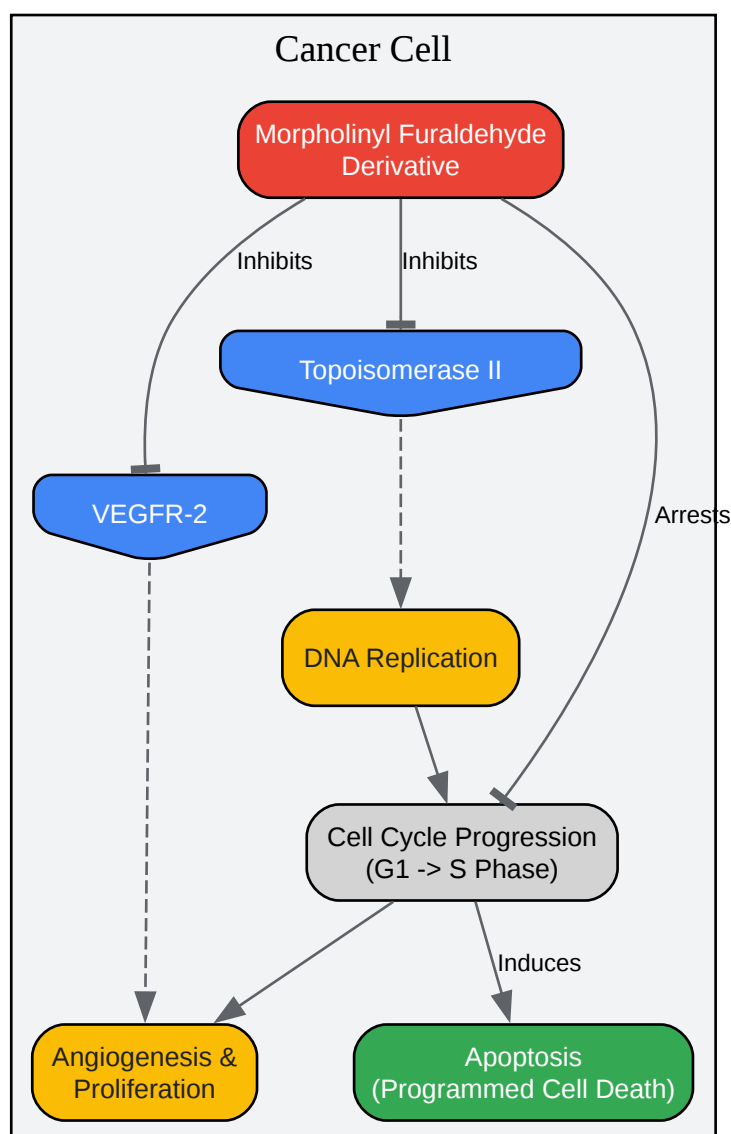 Cancer Cell
Morpholinyl Furaldehyde
Derivative
Inhibits
Inhibits
Topoisomerase II
VEGFR-2
Arrests
DNA Replication
Cell Cycle Progression
(G1 -> S Phase)
Induces
Angiogenesis &
Proliferation
Apoptosis
(Programmed Cell Death)